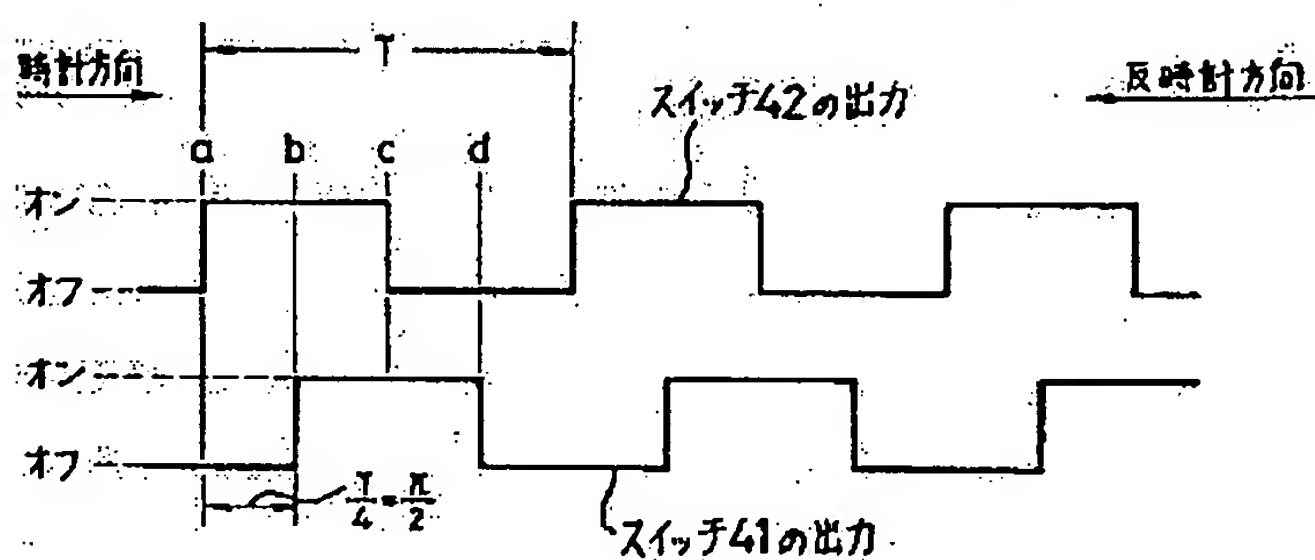 T
時計方向
反時計方向
スイッチ42の出力
a b c d
オン
オフ
オン
オフ
T/4 = π/2
スイッチ41の出力